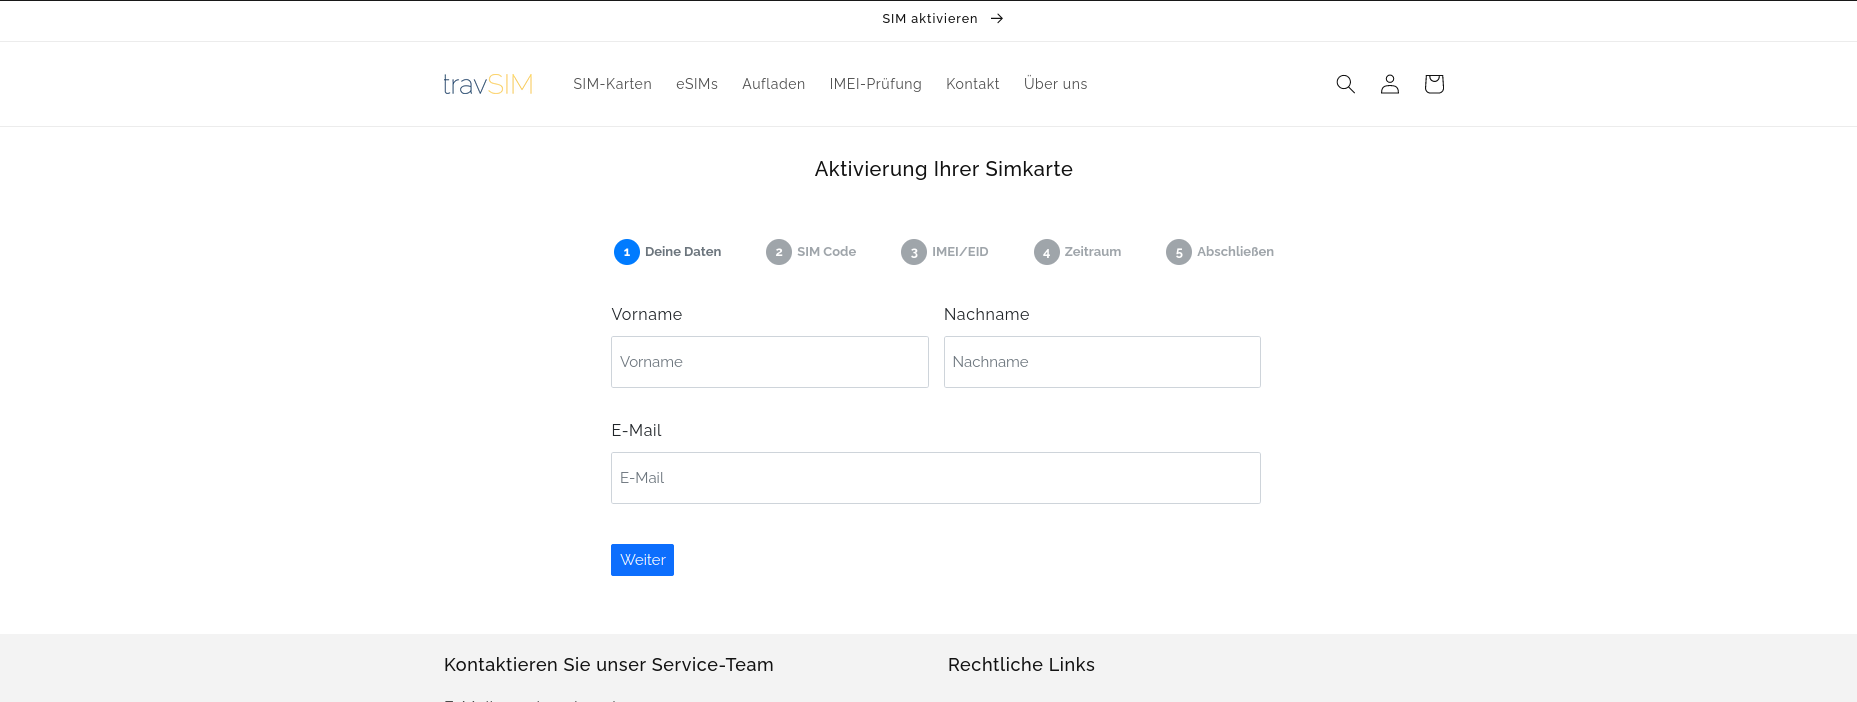 SIM aktivieren
travSIM
SIM-Karten eSIMs Aufladen IMEI-Prüfung Kontakt Über uns
Aktivierung Ihrer Simkarte
1 Deine Daten 2 SIM Code 3 IMEI/EID 4 Zeitraum 5 Abschließen
Vorname Nachname
Vorname Nachname
E-Mail
E-Mail
Weiter
Kontaktieren Sie unser Service-Team Rechtliche Links